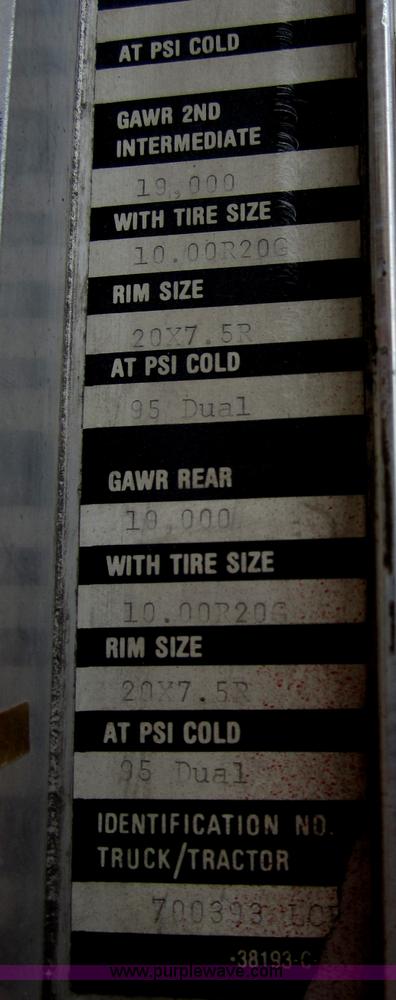 AT PSI COLD
GAWR 2ND
INTERMEDIATE
19,000
WITH TIRE SIZE
10.00R20G
RIM SIZE
20X7.5R
AT PSI COLD
95 Dual
GAWR REAR
19,000
WITH TIRE SIZE
10.00R20G
RIM SIZE
20X7.5R
AT PSI COLD
95 Dual
IDENTIFICATION NO.
TRUCK/TRACTOR
700393
·38193-C-
www.purplewave.com